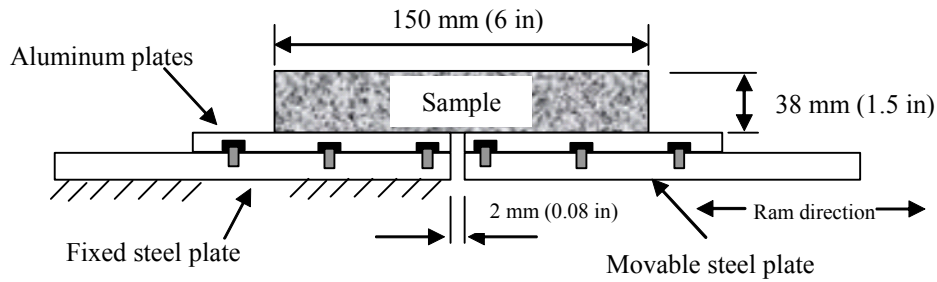 150 mm (6 in)
Aluminum plates
Sample
38 mm (1.5 in)
2 mm (0.08 in)
Ram direction
Fixed steel plate
Movable steel plate